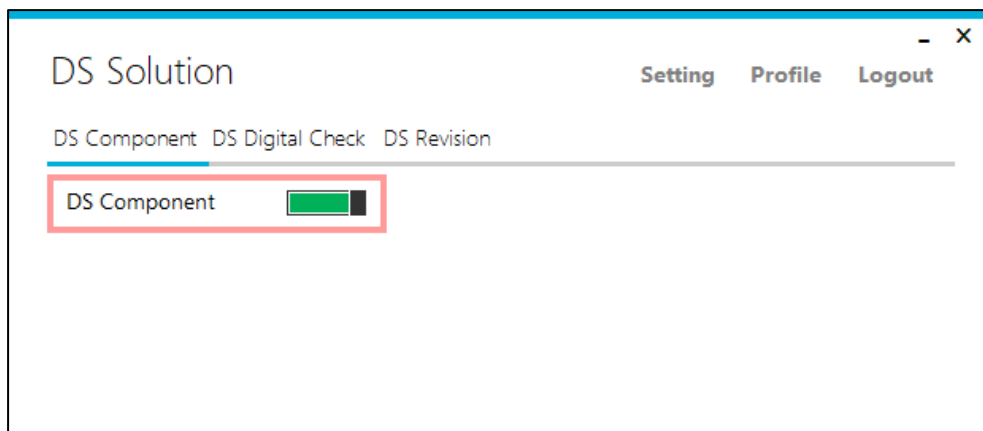 DS Solution
Setting Profile Logout
DS Component DS Digital Check DS Revision
DS Component